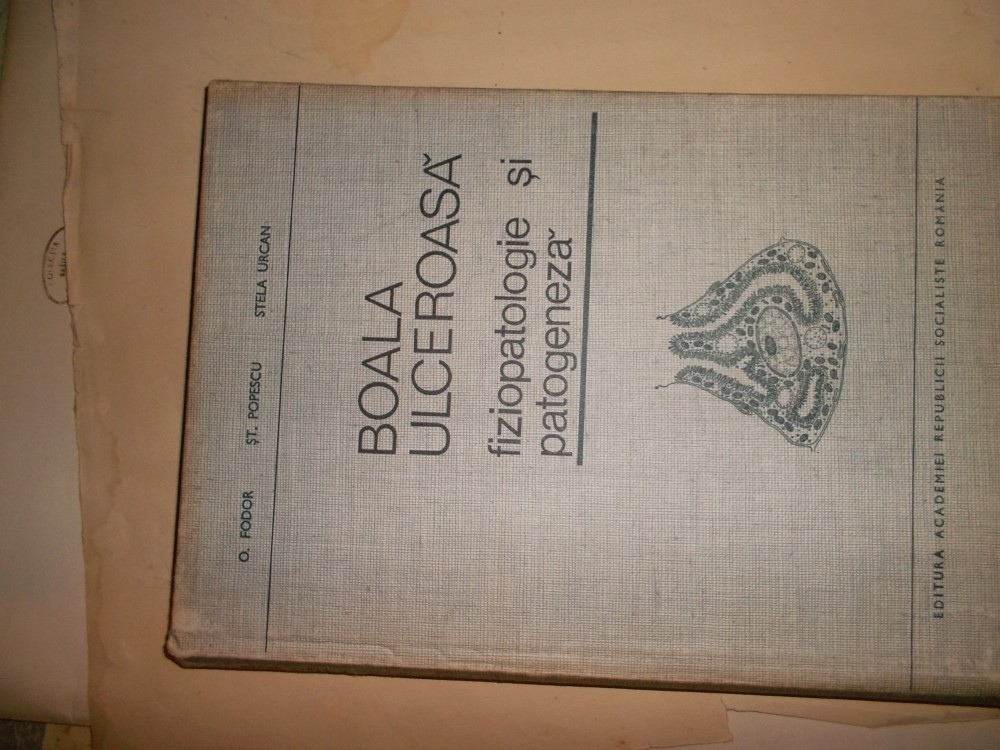 O. FODOR ȘT. POPESCU STELA URCAN
BOALA
ULCEROASĂ
fiziopatologie și
patogeneză
EDITURA ACADEMIEI REPUBLICII SOCIALISTE ROMÂNIA